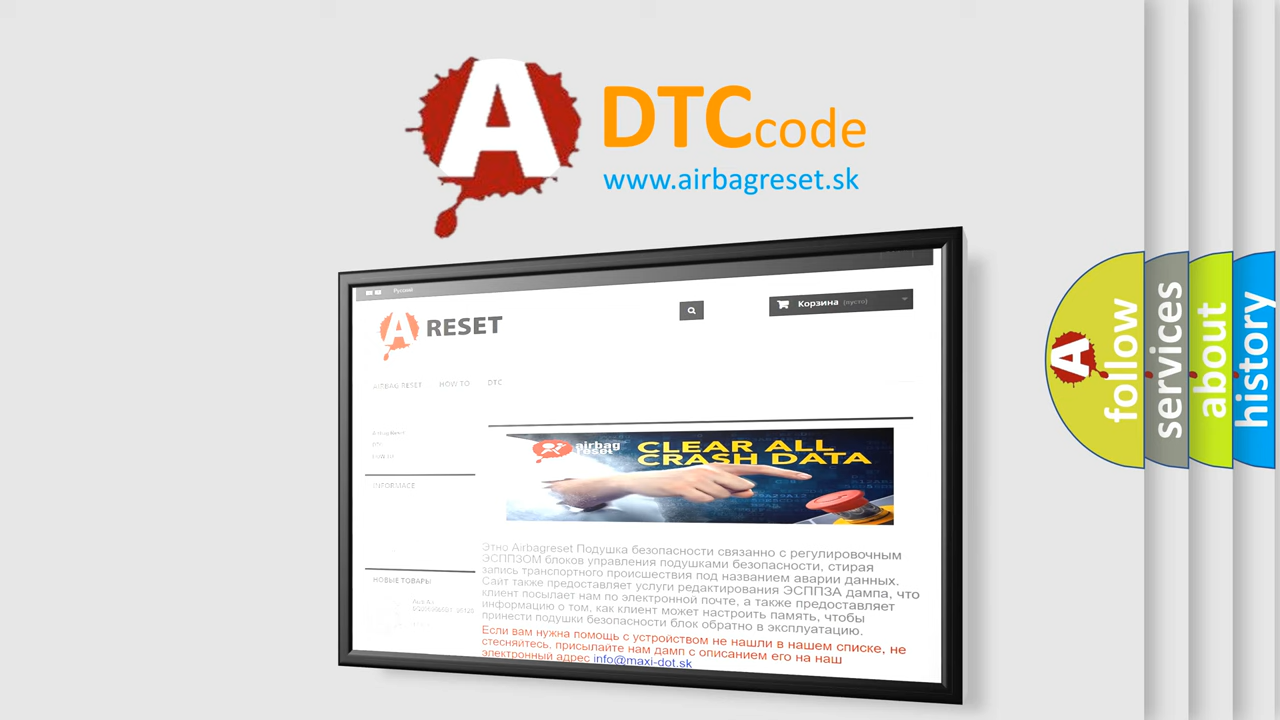 A DTCcode
www.airbagreset.sk
Русский
A RESET
Корзина (пусто)
AIRBAG RESET HOW TO DTC
INFORMACE
airbag
reset
CLEAR ALL
CRASH DATA
Этно Airbagreset Подушка безопасности связанно с регулировочным
ЭСППЗОМ блоков управления подушками безопасности, стирая
запись транспортного происшествия под названием аварии данных.
Сайт также предоставляет услуги редактирования ЭСППЗА дампа, что
клиент посылает нам по электронной почте, а также предоставляет
информацию о том, как клиент может настроить память, чтобы
принести подушки безопасности блок обратно в эксплуатацию.
Если вам нужна помощь с устройством не нашли в нашем списке, не
стесняйтесь, присылайте нам дамп с описанием его на наш
электронный адрес info@maxi-dot.sk
НОВЫЕ ТОВАРЫ
A follow
services
about
history